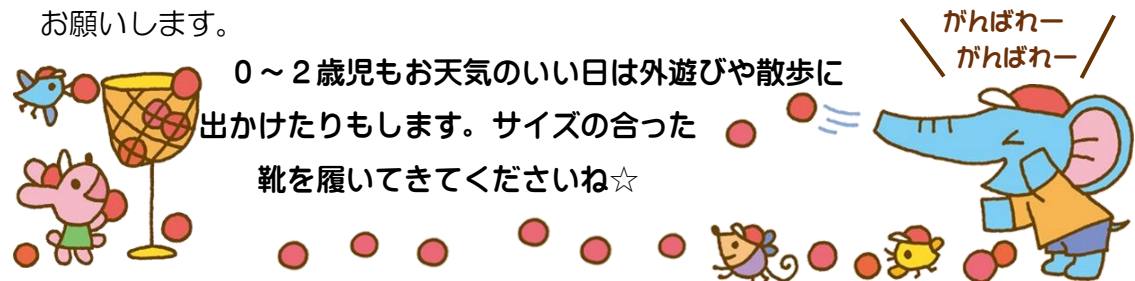 お願いします。
がんばれー
がんばれー
０～２歳児もお天気のいい日は外遊びや散歩に
出かけたりもします。サイズの合った
靴を履いてきてくださいね☆